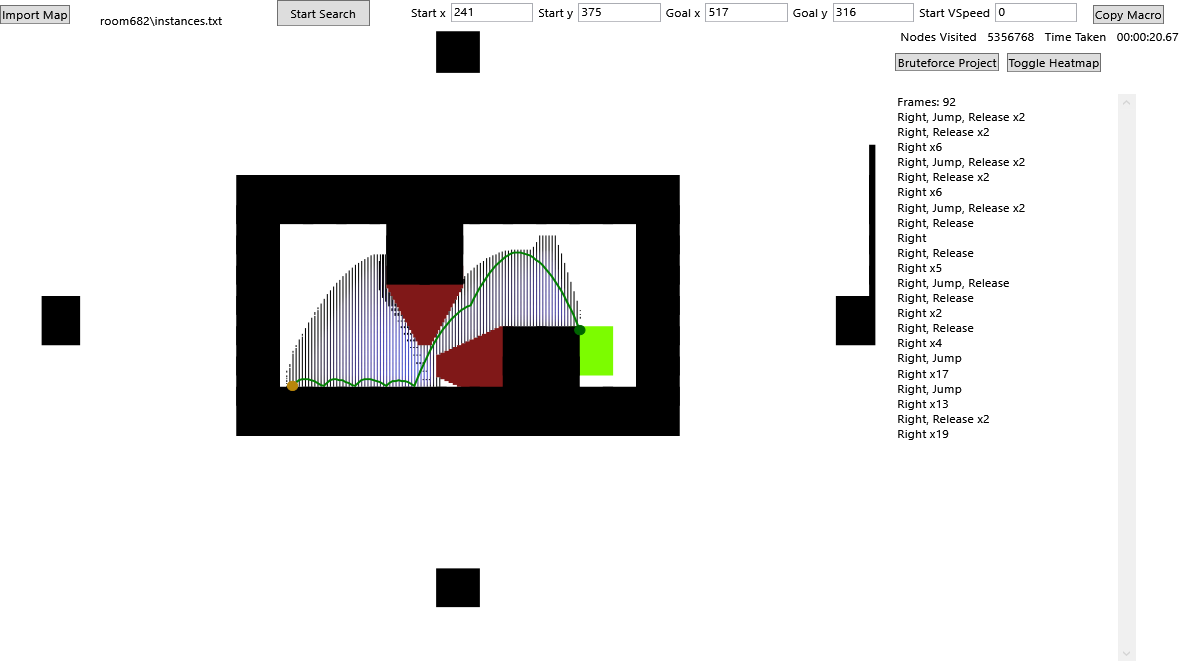 Import Map room682\instances.txt Start Search Start x 241 Start y 375 Goal x 517 Goal y 316 Start VSpeed 0 Copy Macro
Nodes Visited 5356768 Time Taken 00:00:20.67
Bruteforce Project Toggle Heatmap
Frames: 92
Right, Jump, Release x2
Right, Release x2
Right x6
Right, Jump, Release x2
Right, Release x2
Right x6
Right, Jump, Release x2
Right, Release
Right
Right, Release
Right x5
Right, Jump, Release
Right, Release
Right x2
Right, Release
Right x4
Right, Jump
Right x17
Right, Jump
Right x13
Right, Release x2
Right x19